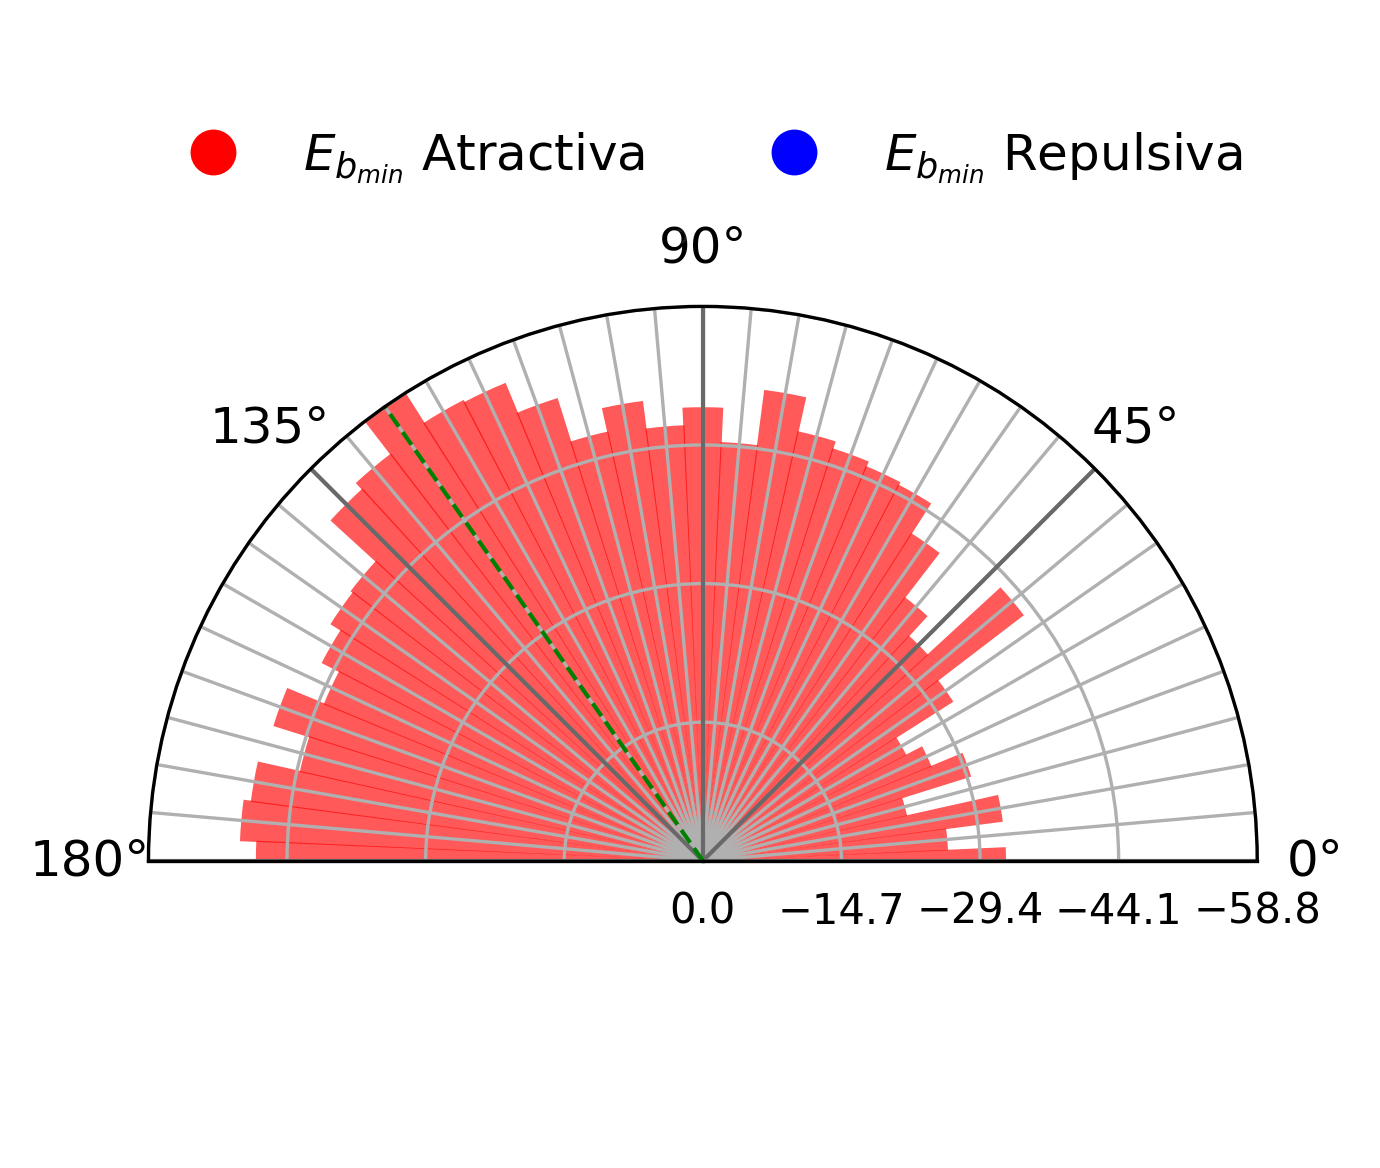 E_{b_{min}} Atractiva E_{b_{min}} Repulsiva
90°
135° 45°
180° 0°
0.0 −14.7 −29.4 −44.1 −58.8